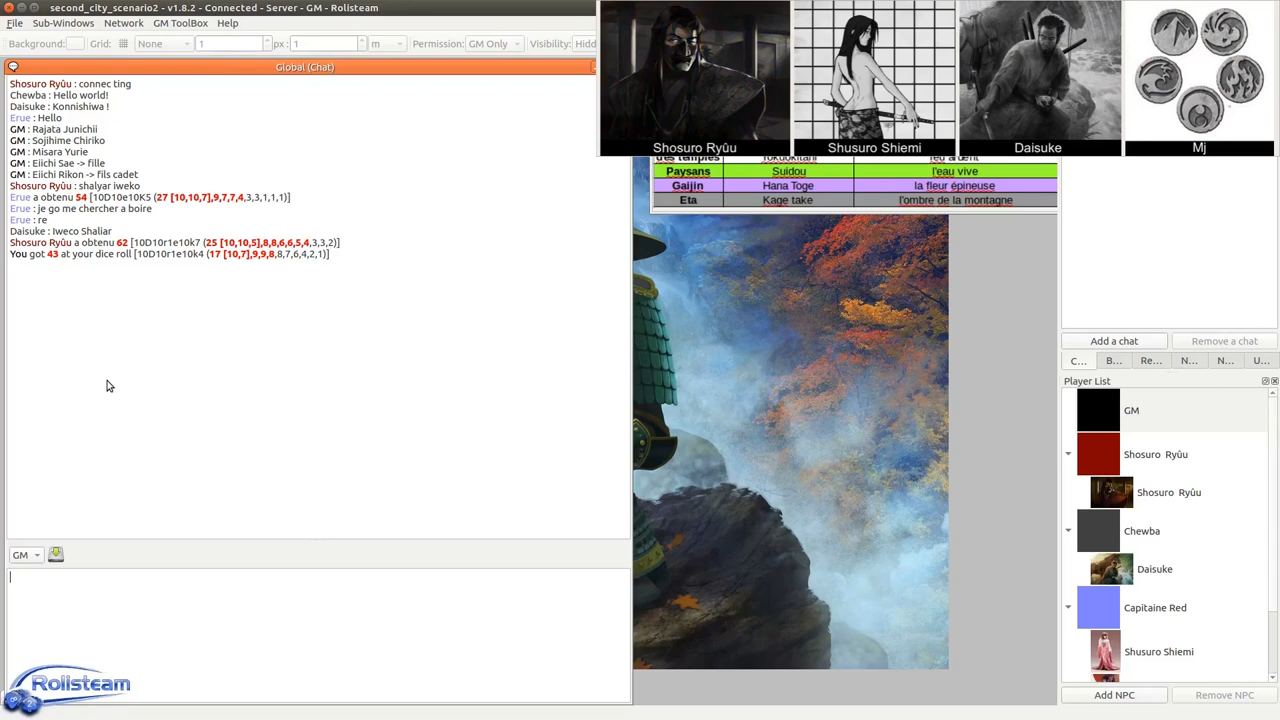 second_city_scenario2 - v1.8.2 - Connected - Server - GM - Rolisteam
File Sub-Windows Network GM ToolBox Help
Background: Grid: None 1 px : 1 m Permission: GM Only Visibility: Hidd
Global (Chat)
Shosuro Ryûu : connec ting
Chewba : Hello world!
Daisuke : Konnishiwa !
Erue : Hello
GM : Rajata Junichii
GM : Sojihime Chiriko
GM : Misara Yurie
GM : Eiichi Sae -> fille
GM : Eiichi Rikon -> fils cadet
Shosuro Ryûu : shalyar iweko
Erue a obtenu 54 [10D10e10K5 (27 [10,10,7],9,7,7,4,3,3,1,1,1)]
Erue : je go me chercher a boire
Erue : re
Daisuke : Iweco Shaliar
Shosuro Ryûu a obtenu 62 [10D10r1e10k7 (25 [10,10,5],8,8,6,6,5,4,3,3,2)]
You got 43 at your dice roll [10D10r1e10k4 (17 [10,7],9,9,8,8,7,6,4,2,1)]
GM
Rolisteam
Shosuro Ryûu
Shusuro Shiemi
Daisuke
Mj
des temples Yokuokitani feu ardent
Paysans Suidou l'eau vive
Gaijin Hana Toge la fleur épineuse
Eta Kage take l'ombre de la montagne
Add a chat Remove a chat
C... B... Re... N... N... U...
Player List
GM
Shosuro Ryûu
Shosuro Ryûu
Chewba
Daisuke
Capitaine Red
Shusuro Shiemi
Add NPC Remove NPC